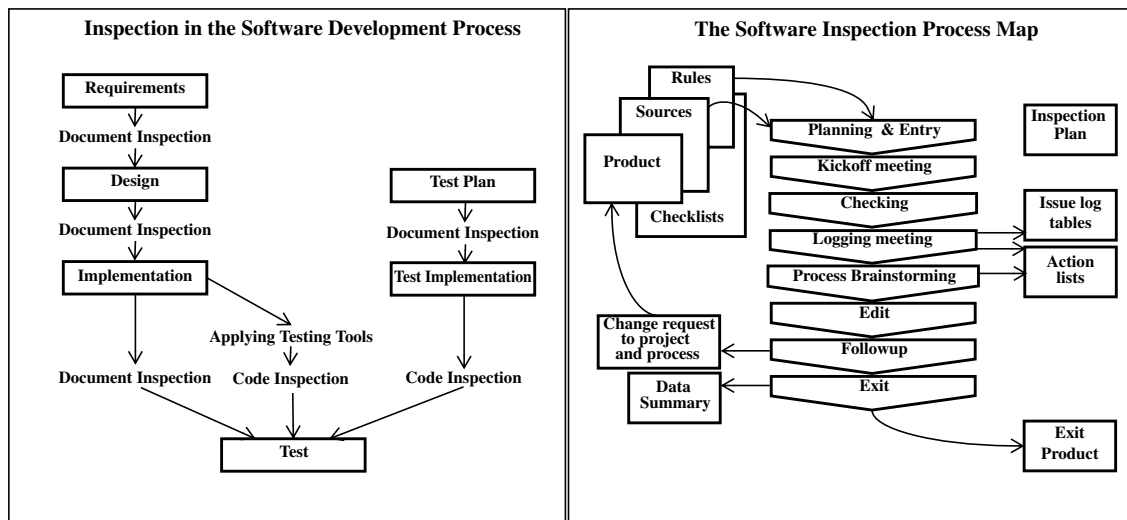 Inspection in the Software Development Process
Requirements
Document Inspection
Design
Document Inspection
Implementation
Test Plan
Document Inspection
Test Implementation
Applying Testing Tools
Document Inspection
Code Inspection
Code Inspection
Test
The Software Inspection Process Map
Rules
Sources
Product
Checklists
Planning & Entry
Kickoff meeting
Checking
Logging meeting
Process Brainstorming
Edit
Followup
Exit
Inspection
Plan
Issue log
tables
Action
lists
Change request
to project
and process
Data
Summary
Exit
Product